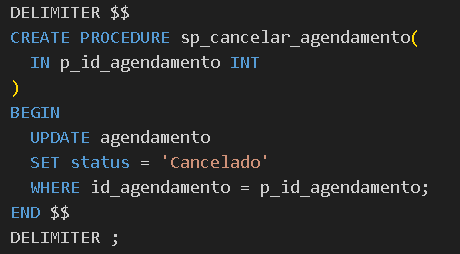 DELIMITER $$
CREATE PROCEDURE sp_cancelar_agendamento(
  IN p_id_agendamento INT
)
BEGIN
  UPDATE agendamento
  SET status = 'Cancelado'
  WHERE id_agendamento = p_id_agendamento;
END $$
DELIMITER ;